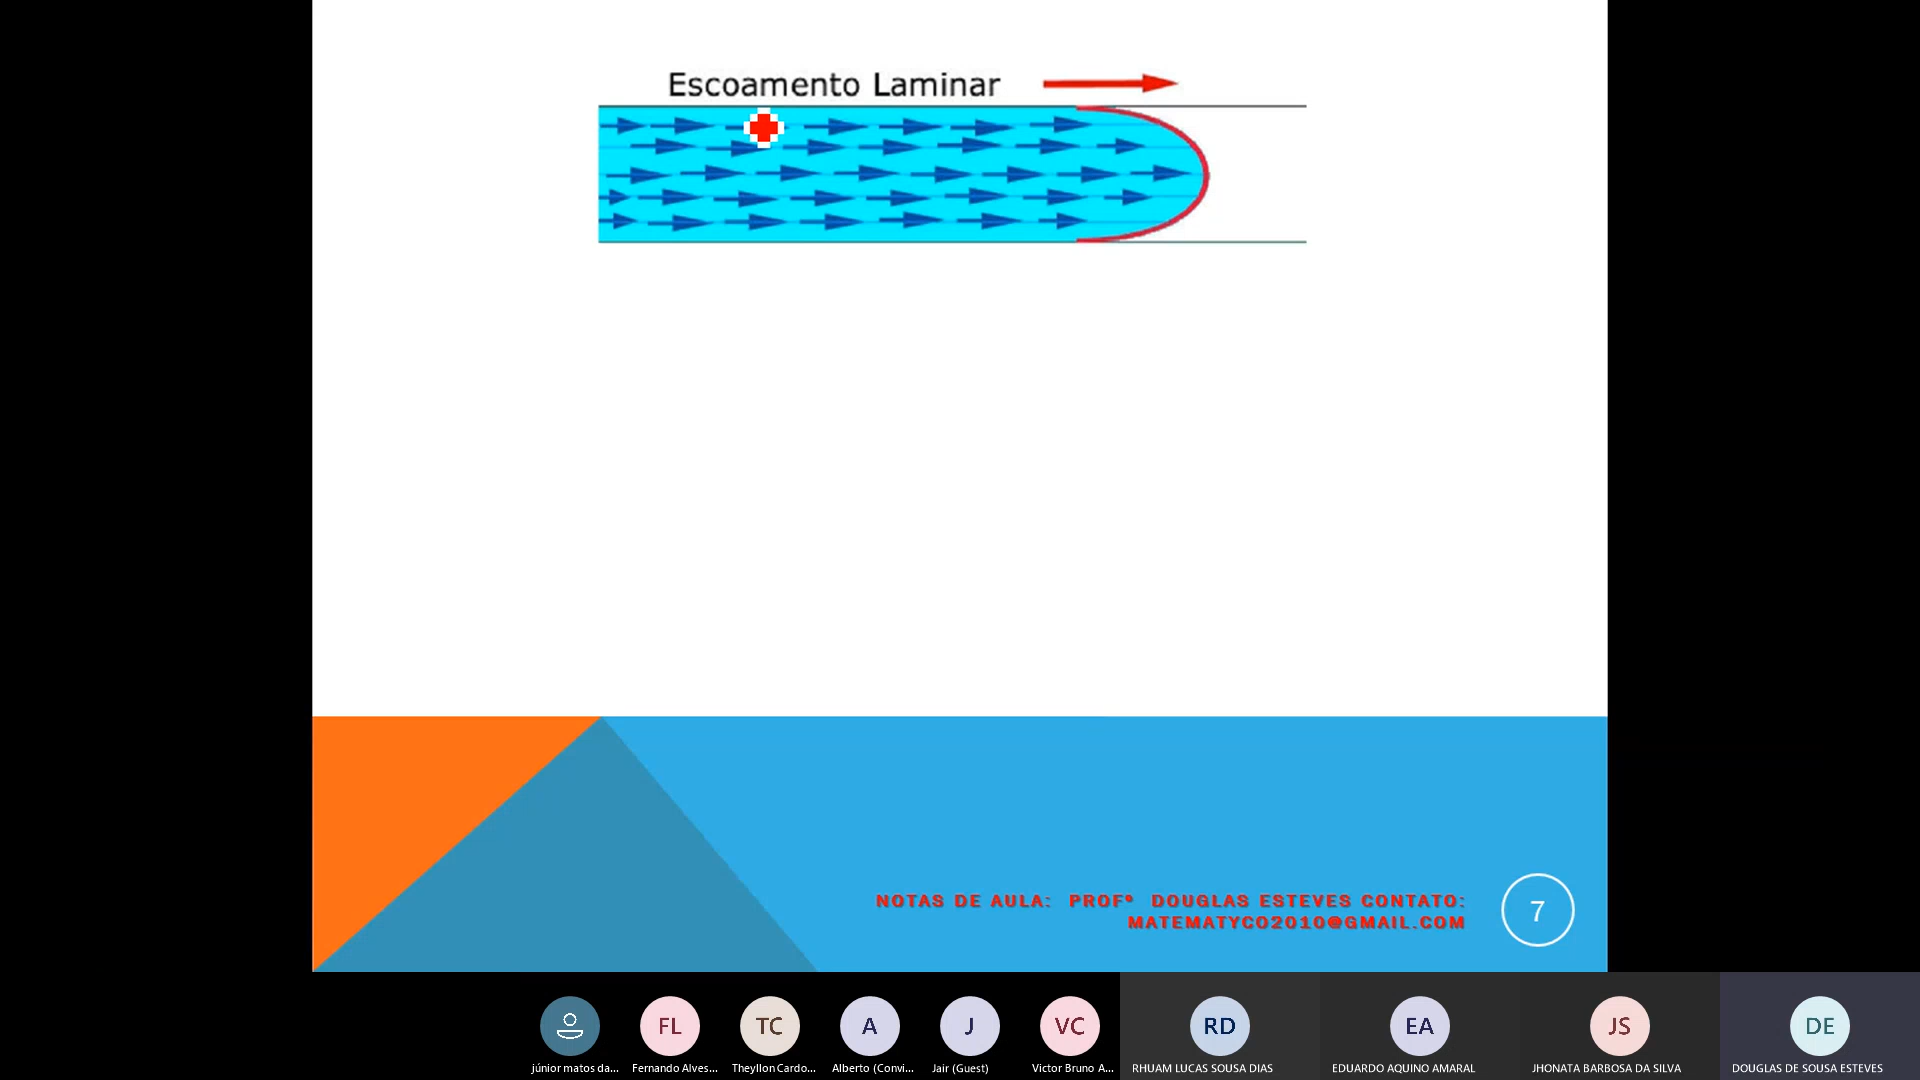 Escoamento Laminar
NOTAS DE AULA: PROFº DOUGLAS ESTEVES CONTATO:
MATEMATYCO2010@GMAIL.COM
7
FL
TC
A
J
VC
RD
EA
JS
DE
júnior matos da...
Fernando Alves...
Theyllon Cardo...
Alberto (Convi...
Jair (Guest)
Victor Bruno A...
RHUAM LUCAS SOUSA DIAS
EDUARDO AQUINO AMARAL
JHONATA BARBOSA DA SILVA
DOUGLAS DE SOUSA ESTEVES